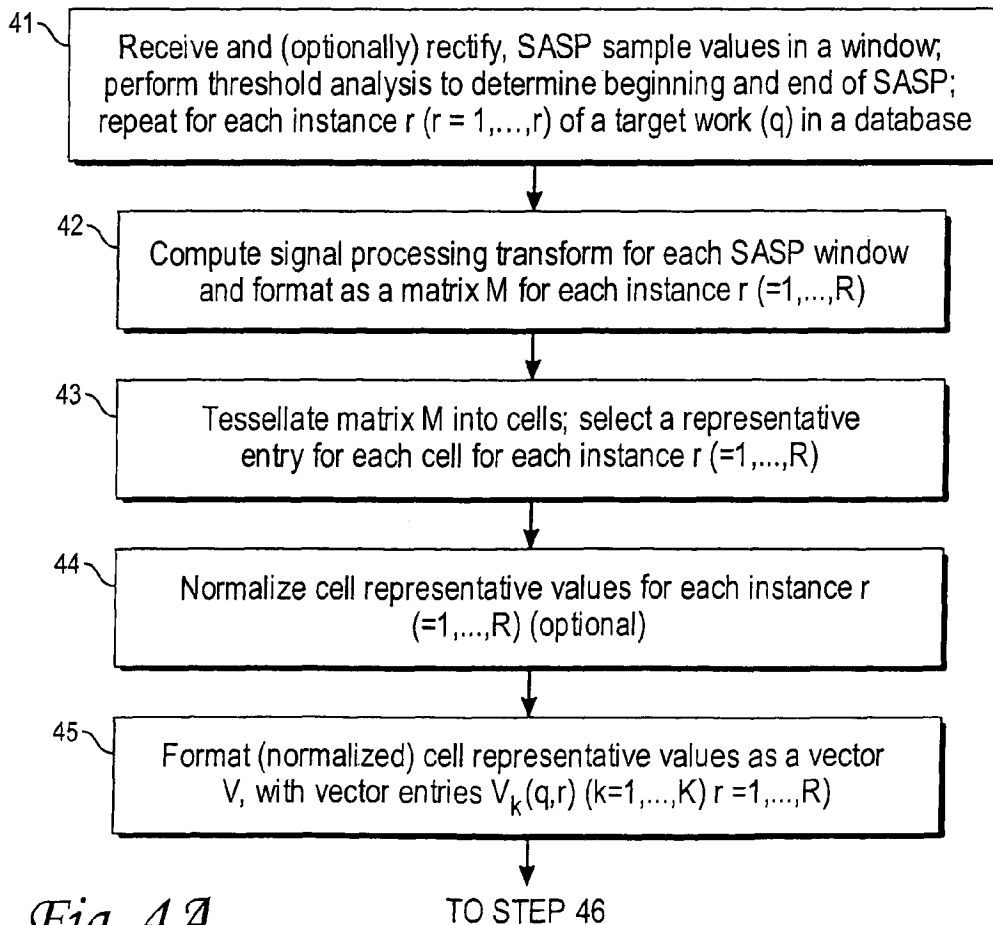 41
Receive and (optionally) rectify, SASP sample values in a window;
perform threshold analysis to determine beginning and end of SASP;
repeat for each instance r (r = 1,...,r) of a target work (q) in a database
42
Compute signal processing transform for each SASP window
and format as a matrix M for each instance r (=1,...,R)
43
Tessellate matrix M into cells; select a representative
entry for each cell for each instance r (=1,...,R)
44
Normalize cell representative values for each instance r
(=1,...,R) (optional)
45
Format (normalized) cell representative values as a vector
V, with vector entries V_k(q,r) (k=1,...,K) r =1,...,R)
TO STEP 46
Fig. 4A